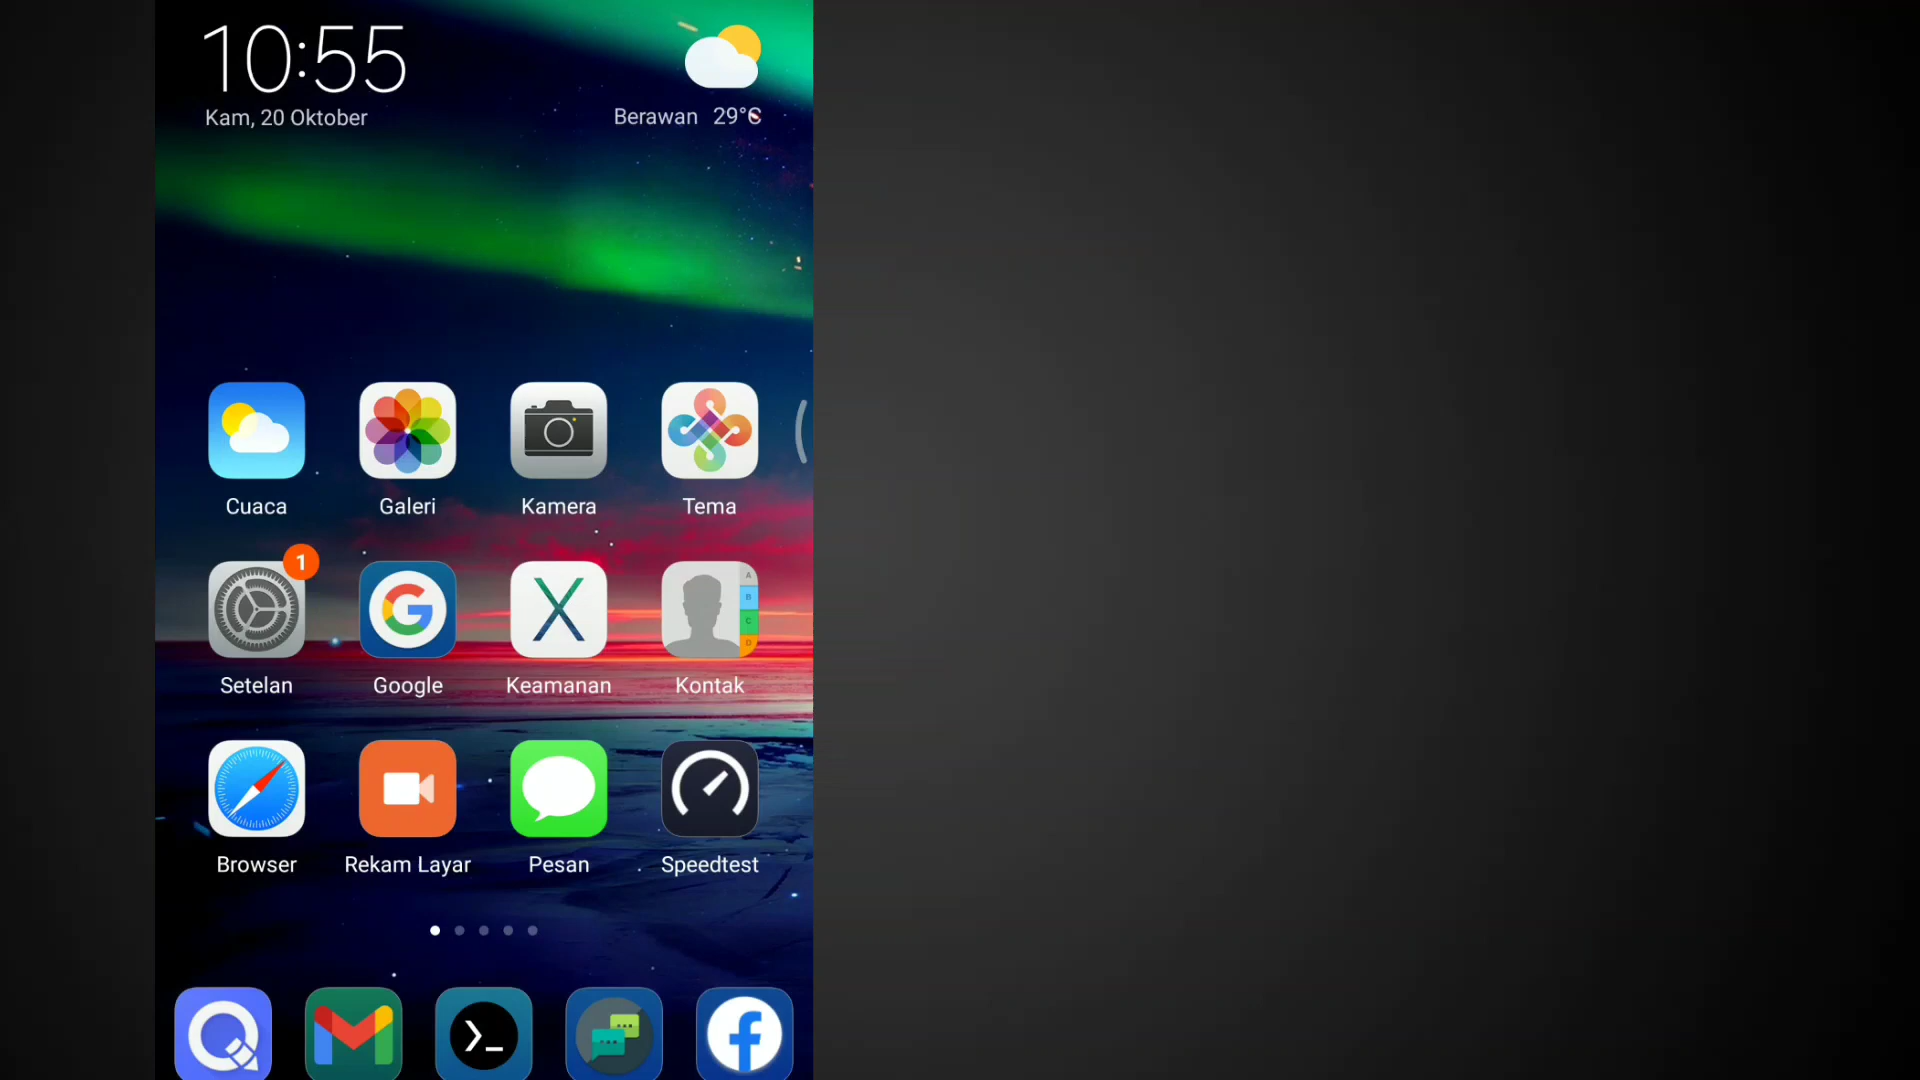 10:55
Kam, 20 Oktober
Berawan 29°C
Cuaca
Galeri
Kamera
Tema
1
A
B
C
D
Setelan
Google
Keamanan
Kontak
Browser
Rekam Layar
Pesan
Speedtest